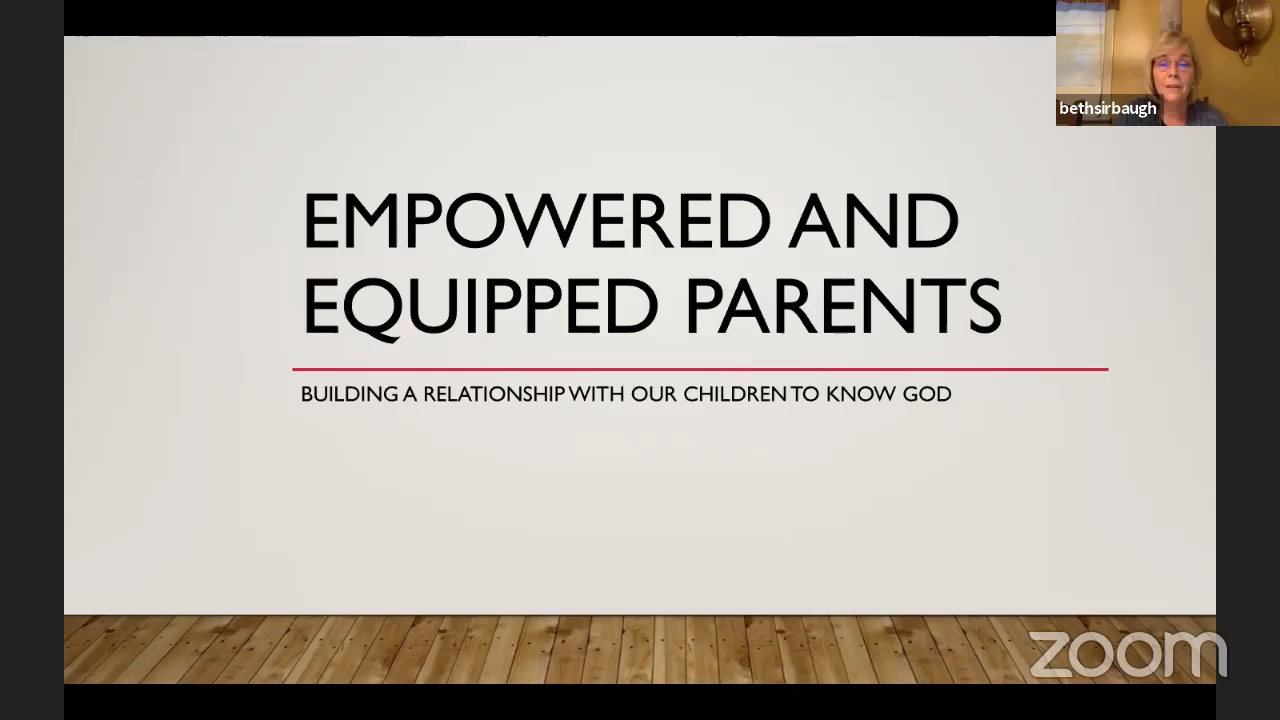 bethsirbaugh
EMPOWERED AND
EQUIPPED PARENTS
BUILDING A RELATIONSHIP WITH OUR CHILDREN TO KNOW GOD
zoom